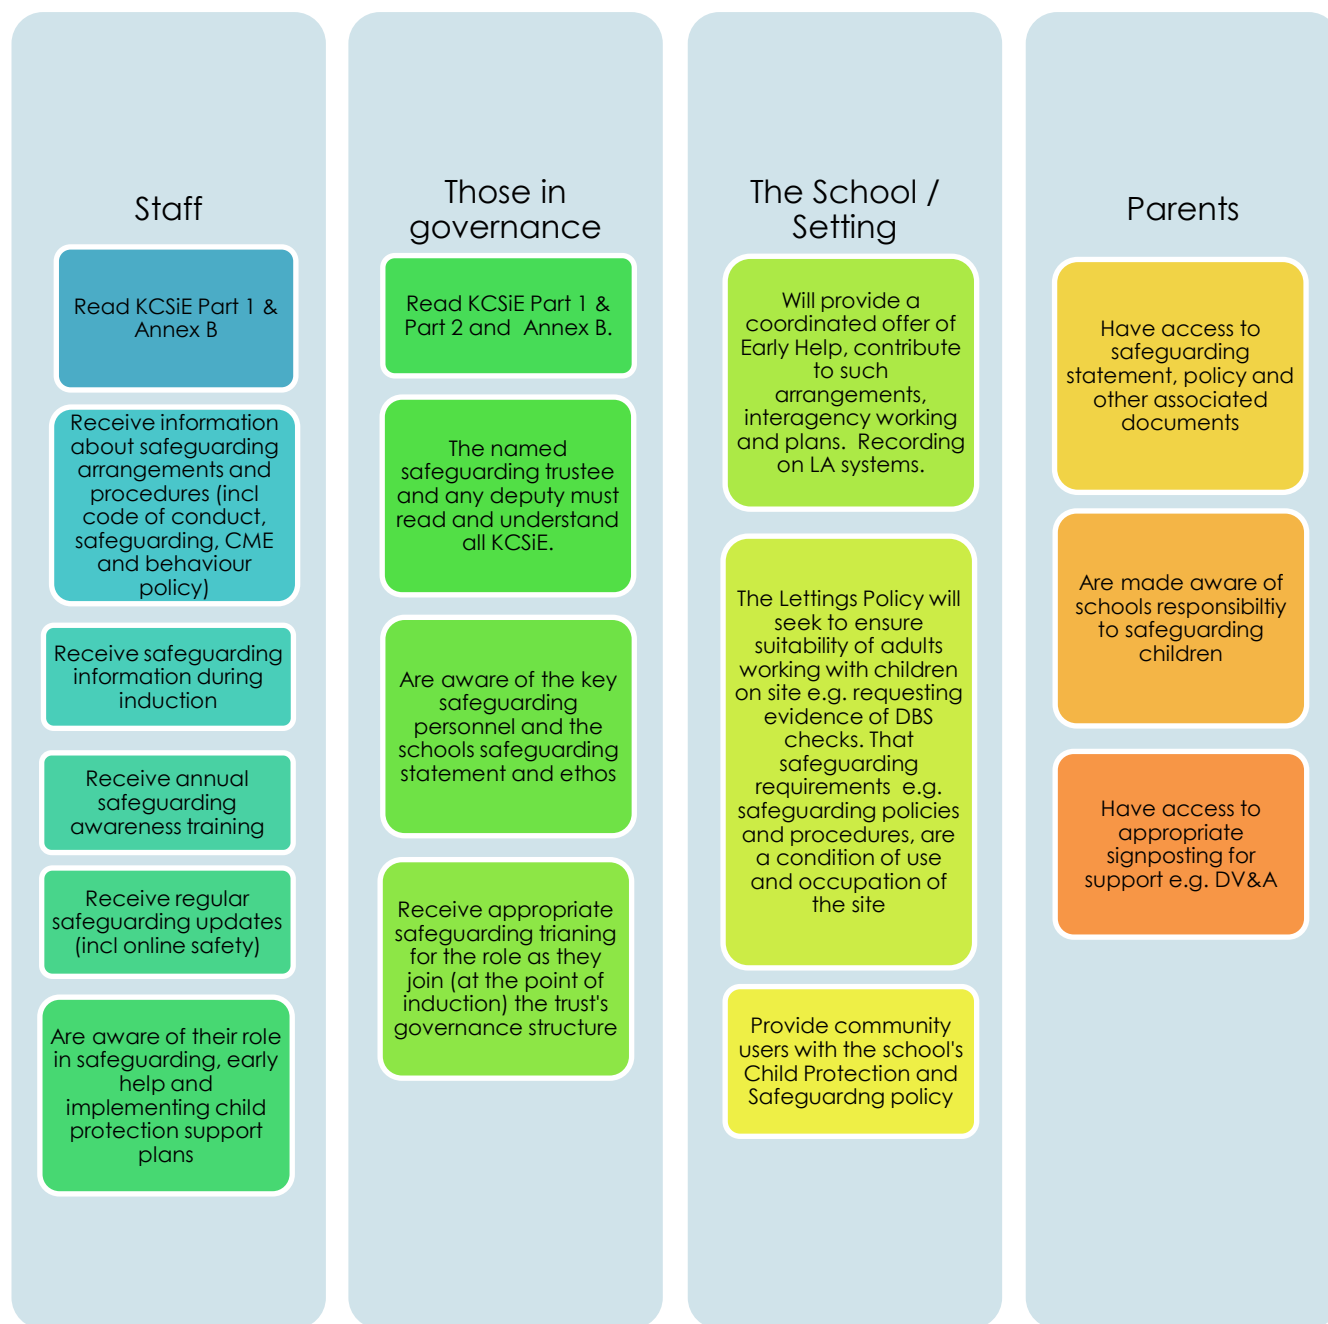 Staff
Read KCSiE Part 1 &
Annex B
Receive information
about safeguarding
arrangements and
procedures (incl
code of conduct,
safeguarding, CME
and behaviour
policy)
Receive safeguarding
information during
induction
Receive annual
safeguarding
awareness training
Receive regular
safeguarding updates
(incl online safety)
Are aware of their role
in safeguarding, early
help and
implementing child
protection support
plans
Those in
governance
Read KCSiE Part 1 &
Part 2 and  Annex B.
The named
safeguarding trustee
and any deputy must
read and understand
all KCSiE.
Are aware of the key
safeguarding
personnel and the
schools safeguarding
statement and ethos
Receive appropriate
safeguarding trianing
for the role as they
join (at the point of
induction) the trust's
governance structure
The School /
Setting
Will provide a
coordinated offer of
Early Help, contribute
to such
arrangements,
interagency working
and plans.  Recording
on LA systems.
The Lettings Policy will
seek to ensure
suitability of adults
working with children
on site e.g. requesting
evidence of DBS
checks. That
safeguarding
requirements  e.g.
safeguarding policies
and procedures, are
a condition of use
and occupation of
the site
Provide community
users with the school's
Child Protection and
Safeguardng policy
Parents
Have access to
safeguarding
statement, policy and
other associated
documents
Are made aware of
schools responsibiltiy
to safeguarding
children
Have access to
appropriate
signposting for
support e.g. DV&A